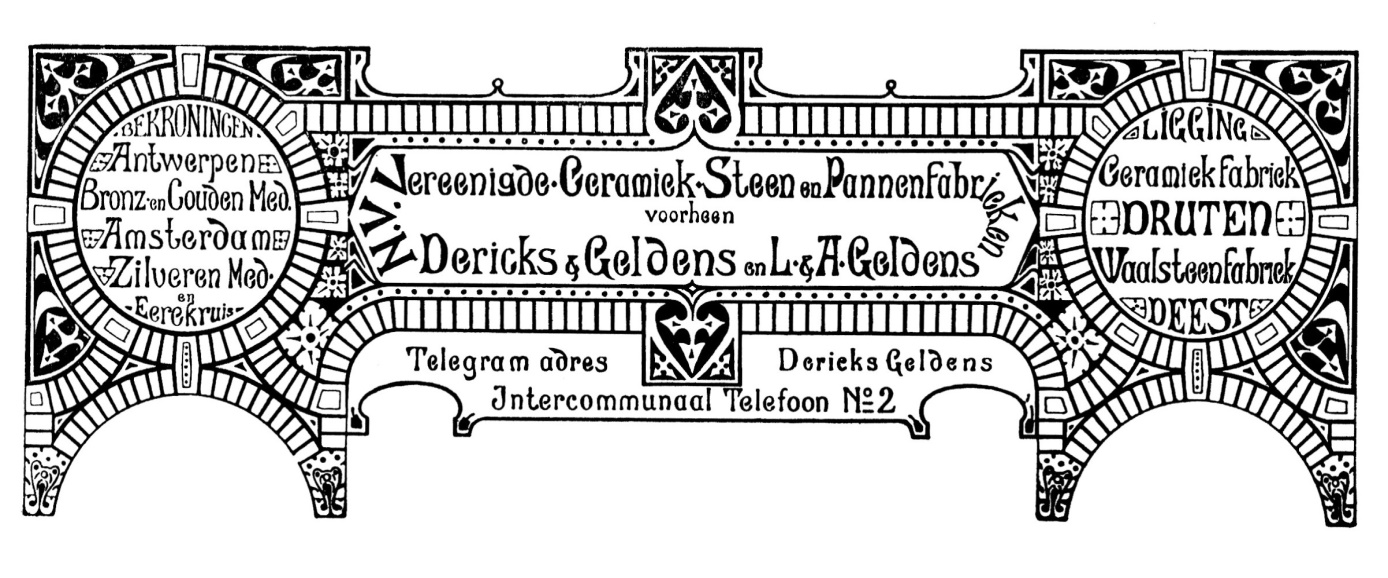 BEKRONINGEN
Antwerpen
Bronz- en Gouden Med.
Amsterdam
Zilveren Med.
en
Eerekruis
N.V. Vereenigde Ceramiek-Steen en Pannenfabrieken
voorheen
Dericks & Geldens en L. & A. Geldens
Telegram adres Dericks Geldens
Intercommunaal Telefoon No 2
LIGGING
Ceramiek fabriek
DRUTEN
Waalsteenfabriek
DEEST